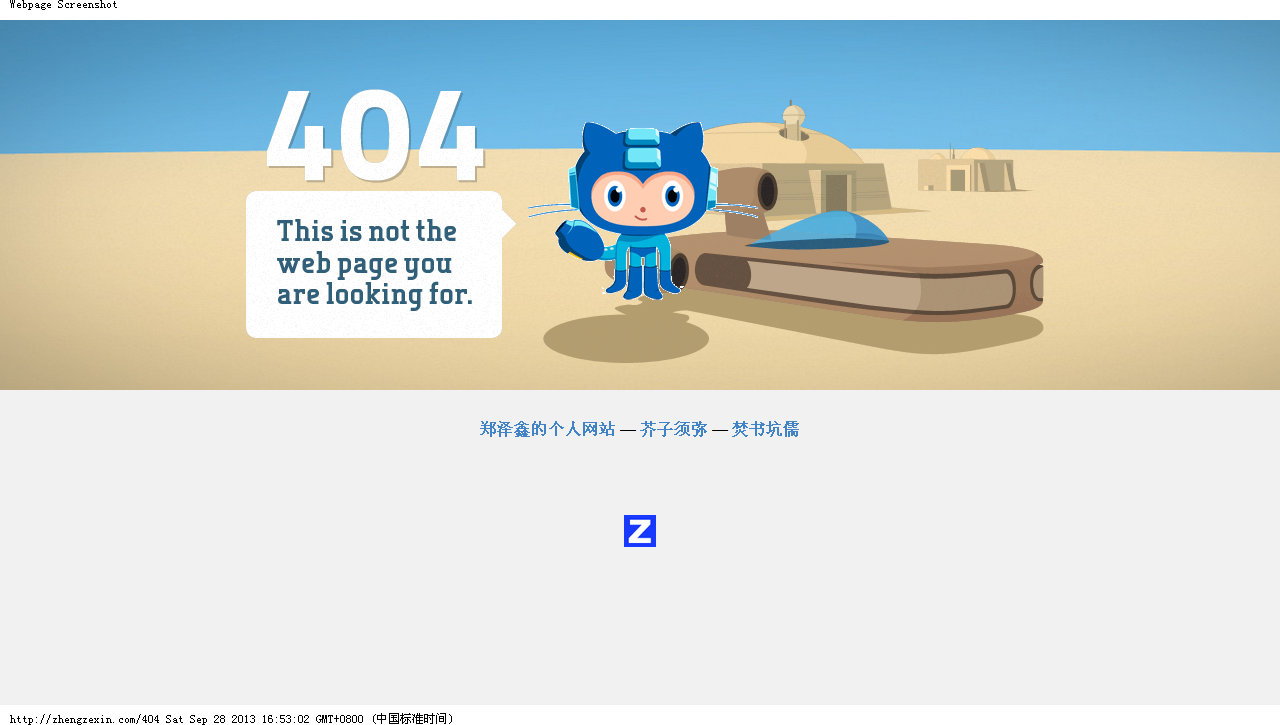 Webpage Screenshot
404
This is not the
web page you
are looking for.
郑泽鑫的个人网站 — 芥子须弥 — 焚书坑儒
Z
http://zhengzexin.com/404 Sat Sep 28 2013 16:53:02 GMT+0800 (中国标准时间)